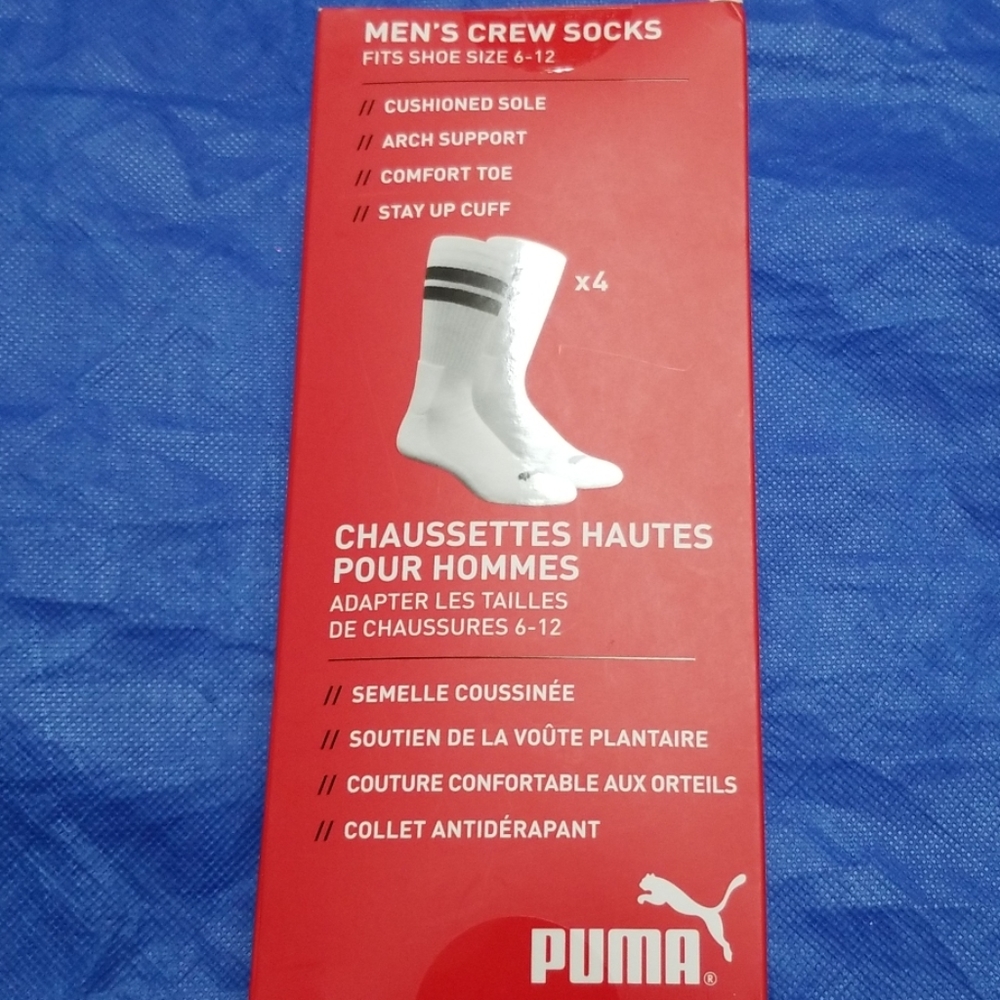 MEN'S CREW SOCKS
FITS SHOE SIZE 6-12
// CUSHIONED SOLE
// ARCH SUPPORT
// COMFORT TOE
// STAY UP CUFF
x4
CHAUSSETTES HAUTES
POUR HOMMES
ADAPTER LES TAILLES
DE CHAUSSURES 6-12
// SEMELLE COUSSINÉE
// SOUTIEN DE LA VOÛTE PLANTAIRE
// COUTURE CONFORTABLE AUX ORTEILS
// COLLET ANTIDÉRAPANT
PUMA®